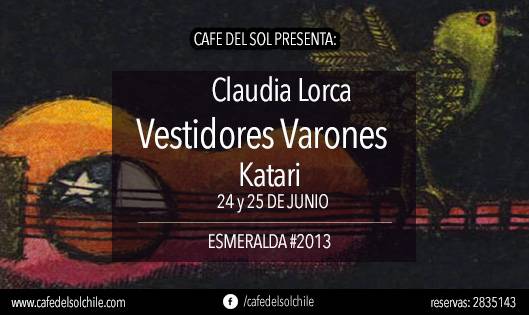 CAFE DEL SOL PRESENTA:
Claudia Lorca
Vestidores Varones
Katari
24 y 25 DE JUNIO
ESMERALDA #2013
www.cafedelsolchile.com
f /cafedelsolchile
reservas: 2835143